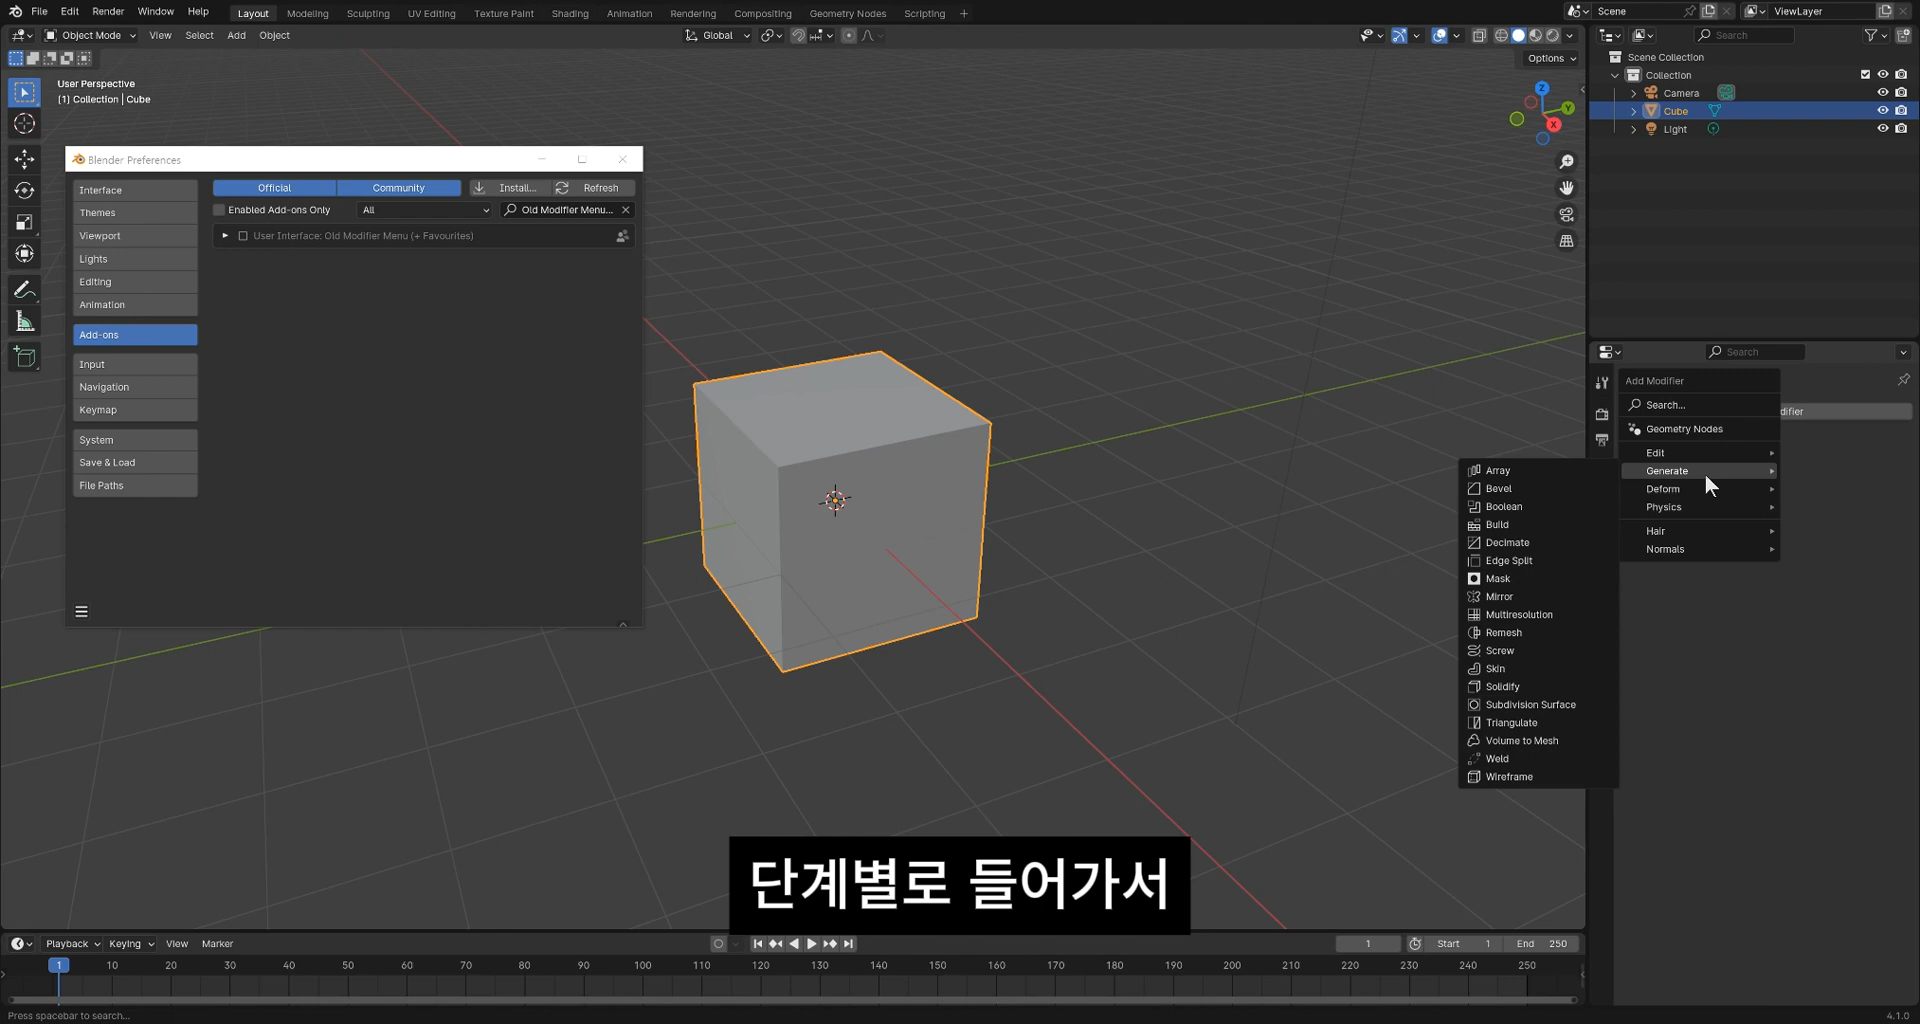 File Edit Render Window Help
Layout Modeling Sculpting UV Editing Texture Paint Shading Animation Rendering Compositing Geometry Nodes Scripting +
Scene
ViewLayer
Object Mode View Select Add Object
Global
Search
Options
User Perspective
(1) Collection | Cube
Z
Y
X
Scene Collection
Collection
Camera
Cube
Light
Blender Preferences
Interface
Themes
Viewport
Lights
Editing
Animation
Add-ons
Input
Navigation
Keymap
System
Save & Load
File Paths
Official Community Install... Refresh
Enabled Add-ons Only All Old Modifier Menu...
User Interface: Old Modifier Menu (+ Favourites)
Search
Add Modifier
Search...
difier
Geometry Nodes
Edit
Generate
Deform
Physics
Hair
Normals
Array
Bevel
Boolean
Build
Decimate
Edge Split
Mask
Mirror
Multiresolution
Remesh
Screw
Skin
Solidify
Subdivision Surface
Triangulate
Volume to Mesh
Weld
Wireframe
단계별로 들어가서
Playback Keying View Marker
1 Start 1 End 250
1 10 20 30 40 50 60 70 80 90 100 110 120 130 140 150 160 170 180 190 200 210 220 230 240 250
Press spacebar to search...
4.1.0